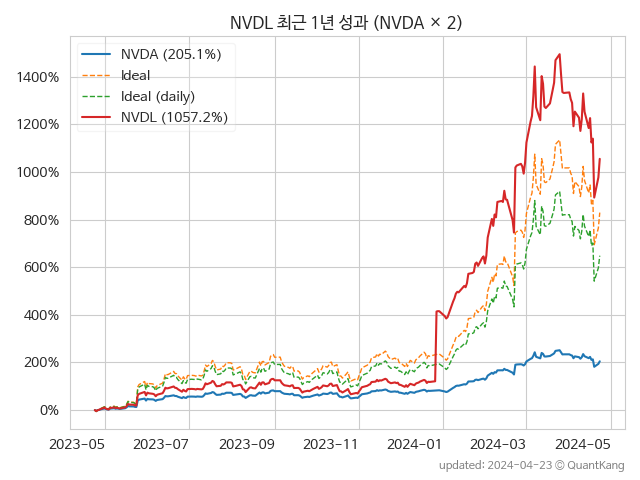 NVDL 최근 1년 성과 (NVDA × 2)
NVDA (205.1%)
Ideal
Ideal (daily)
NVDL (1057.2%)
1400%
1200%
1000%
800%
600%
400%
200%
0%
2023-05
2023-07
2023-09
2023-11
2024-01
2024-03
2024-05
updated: 2024-04-23 © QuantKang